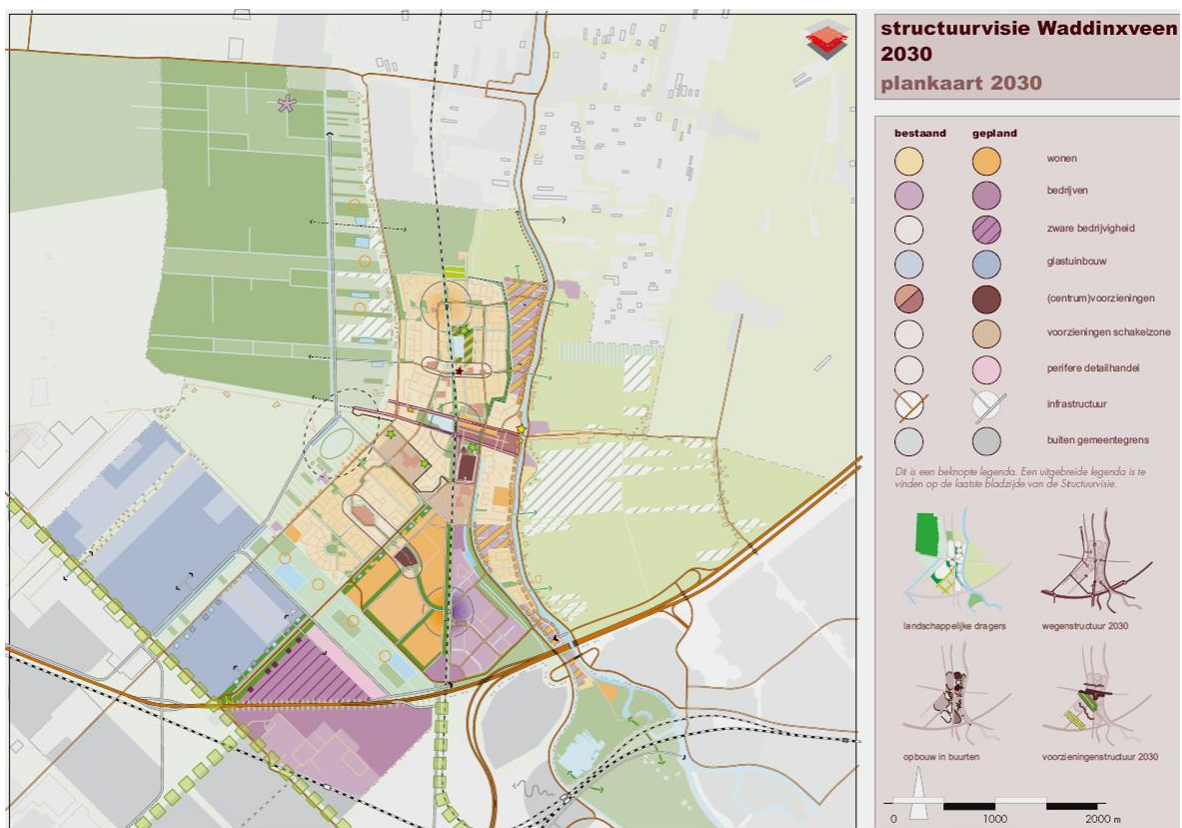 structuurvisie Waddinxveen
2030
plankaart 2030
bestaand gepland
wonen
bedrijven
zware bedrijvigheid
glastuinbouw
(centrum)voorzieningen
voorzieningen schakelzone
perifere detailhandel
infrastructuur
buiten gemeentegrens
Dit is een beknopte legenda. Een uitgebreide legenda is te
vinden op de laatste bladzijde van de Structuurvisie.
landschappelijke dragers wegenstructuur 2030
opbouw in buurten voorzieningenstructuur 2030
0 1000 2000 m